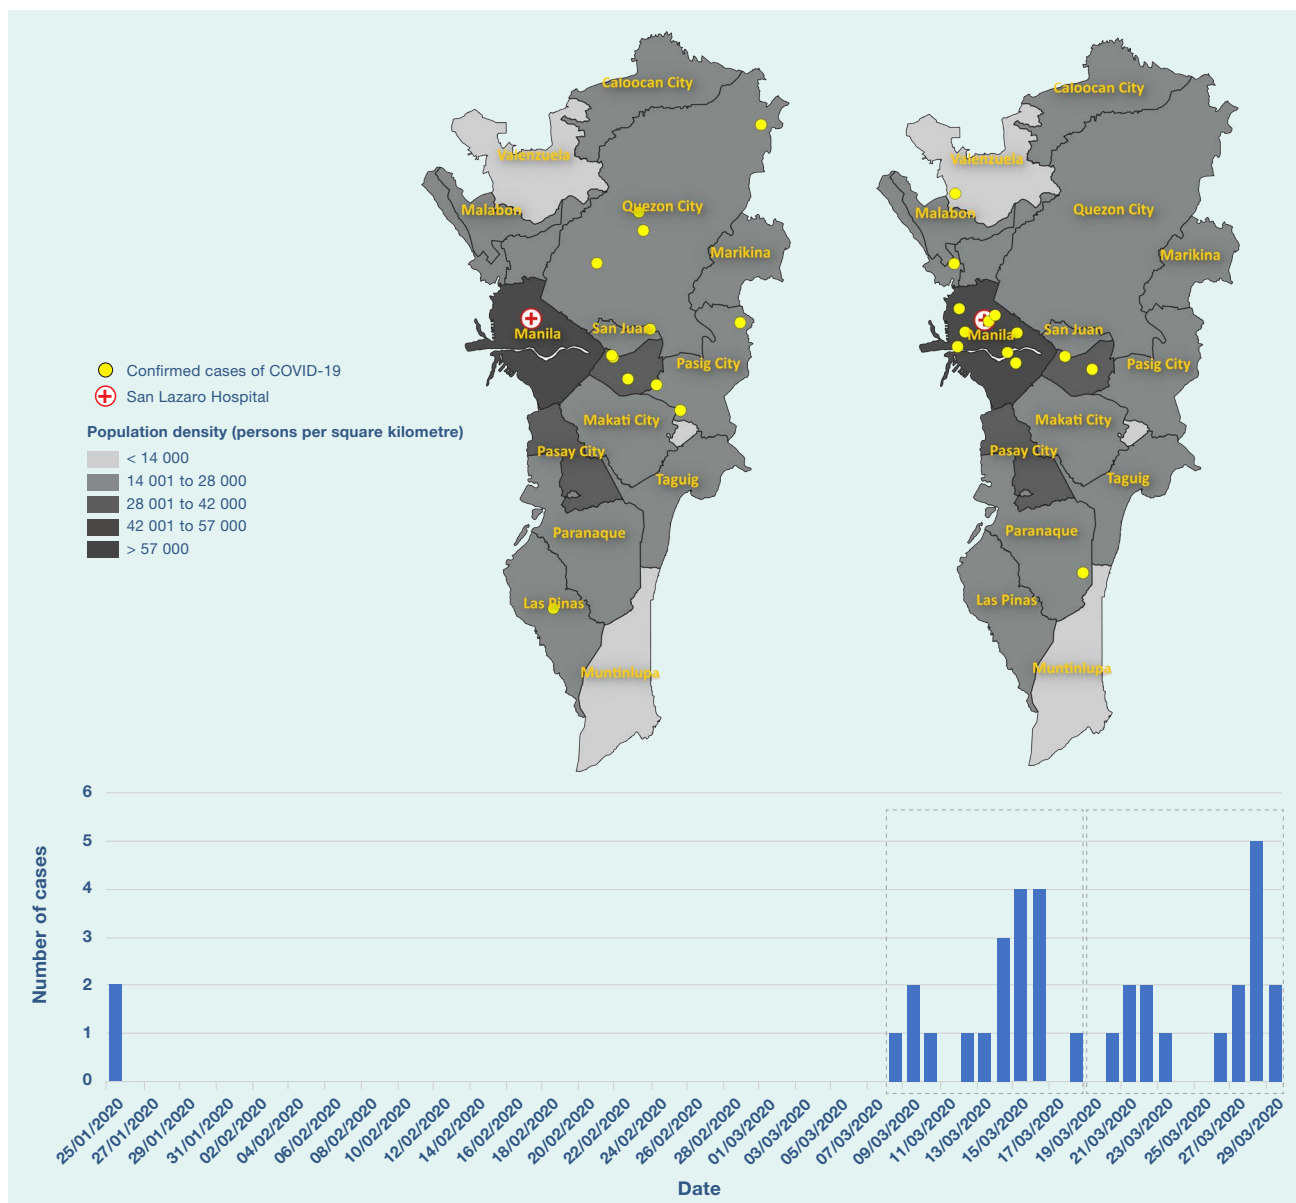 Caloocan City
Valenzuela
Malabon
Quezon City
Marikina
San Juan
Manila
Pasig City
Makati City
Pasay City
Taguig
Paranaque
Las Pinas
Muntinlupa
Caloocan City
Valenzuela
Malabon
Quezon City
Marikina
San Juan
Manila
Pasig City
Makati City
Pasay City
Taguig
Paranaque
Las Pinas
Muntinlupa
Confirmed cases of COVID-19
San Lazaro Hospital
Population density (persons per square kilometre)
< 14 000
14 001 to 28 000
28 001 to 42 000
42 001 to 57 000
> 57 000
Number of cases
6
5
4
3
2
1
0
25/01/2020
27/01/2020
29/01/2020
31/01/2020
02/02/2020
04/02/2020
06/02/2020
08/02/2020
10/02/2020
12/02/2020
14/02/2020
16/02/2020
18/02/2020
20/02/2020
22/02/2020
24/02/2020
26/02/2020
28/02/2020
01/03/2020
03/03/2020
05/03/2020
07/03/2020
09/03/2020
11/03/2020
13/03/2020
15/03/2020
17/03/2020
19/03/2020
21/03/2020
23/03/2020
25/03/2020
27/03/2020
29/03/2020
Date